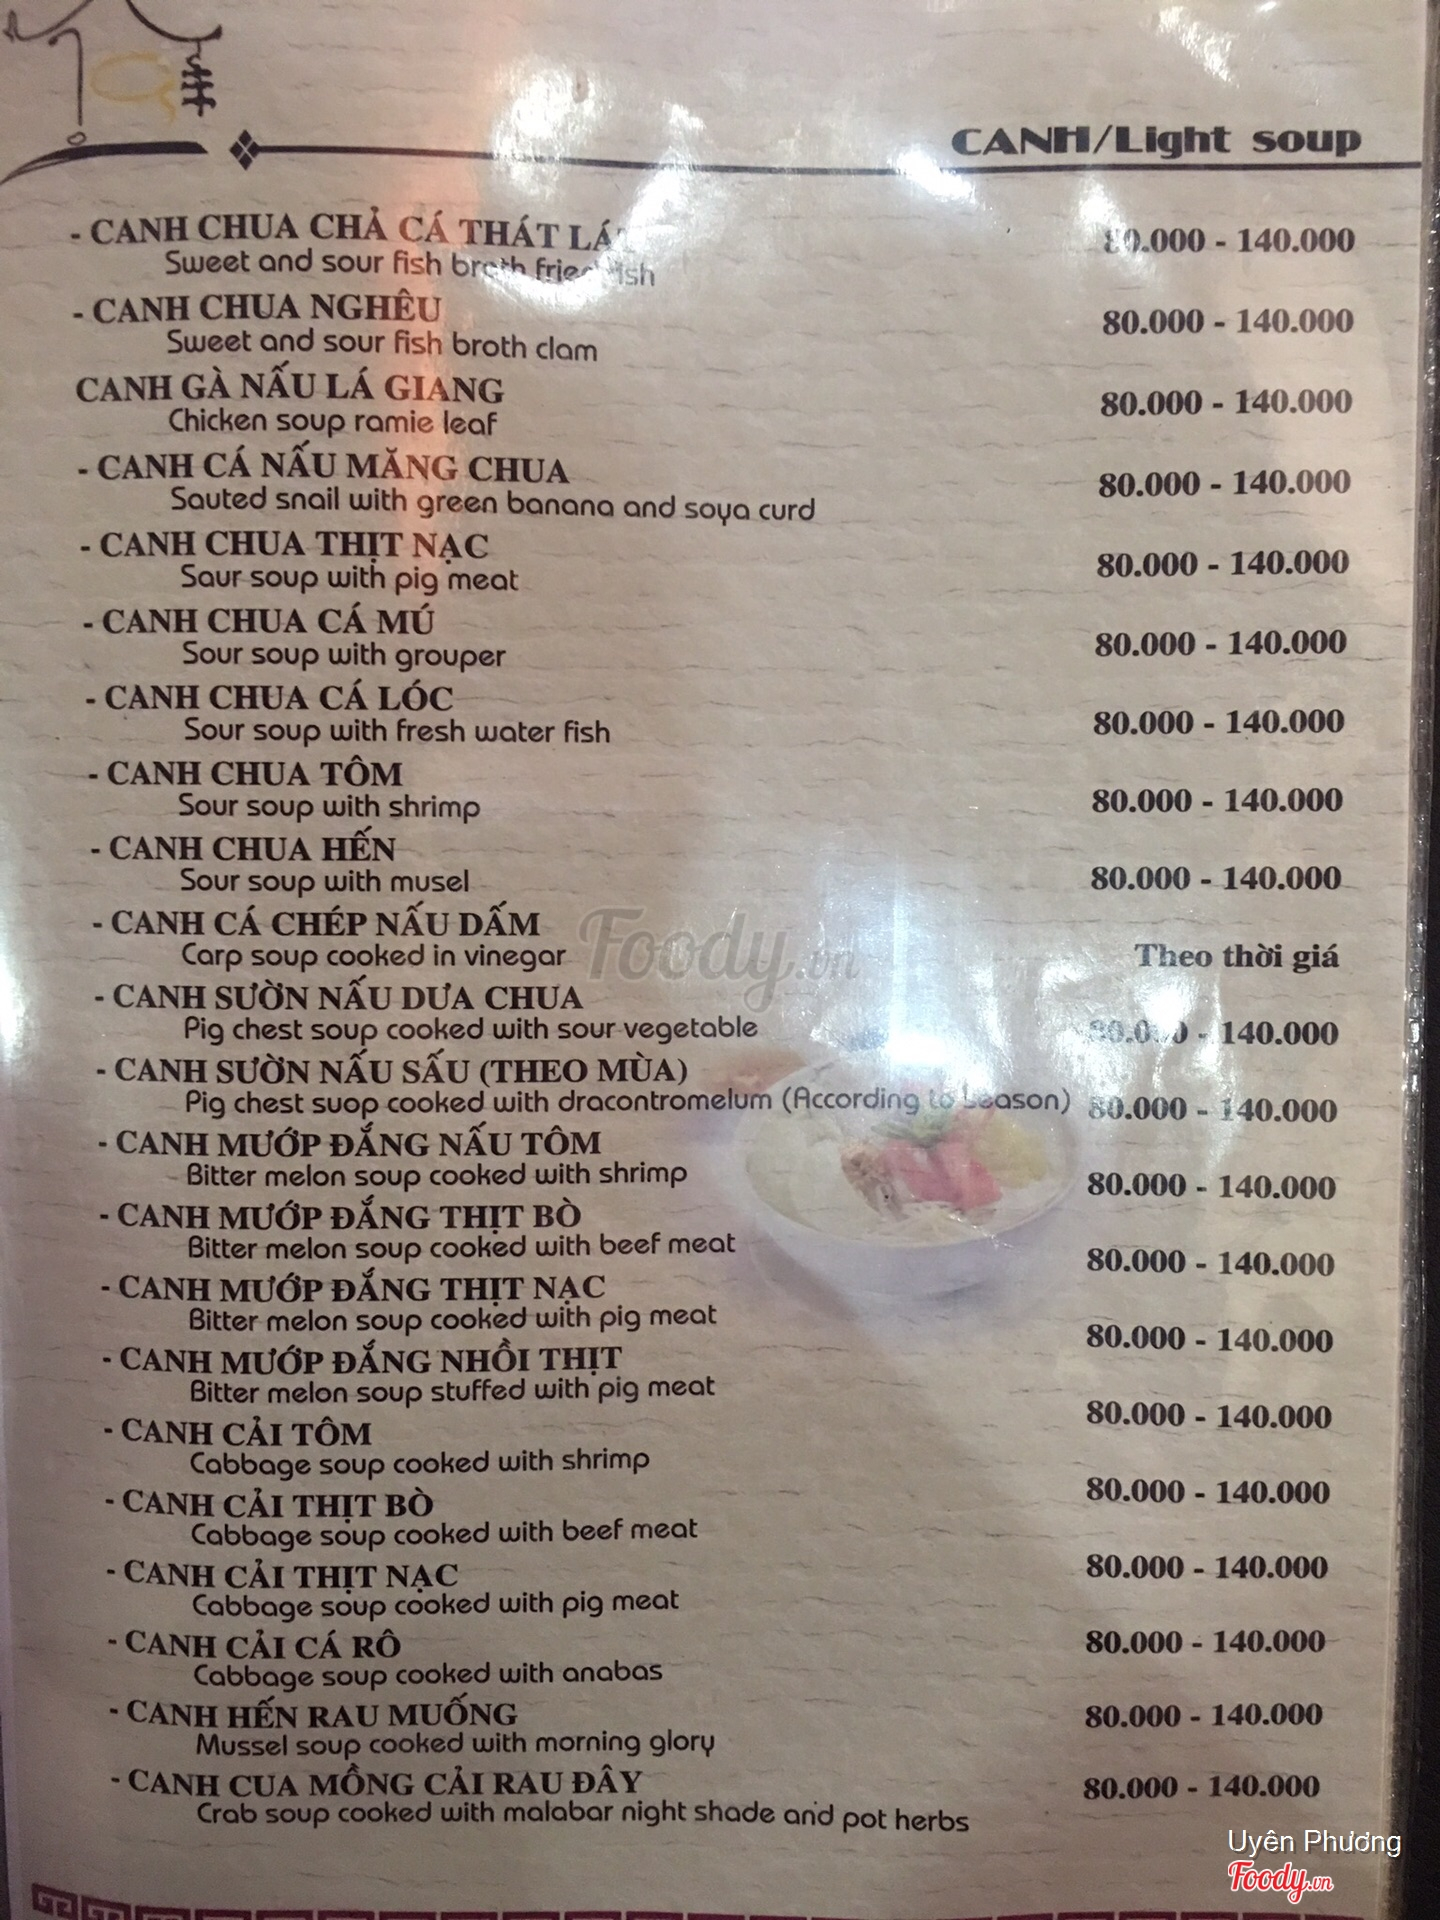 CANH/Light soup
- CANH CHUA CHẢ CÁ THÁT
80.000 - 140.000
Sweet and sour fish broth fried fish
- CANH CHUA NGHÊU
80.000 - 140.000
Sweet and sour fish broth clam
CANH GÀ NẤU LÁ GIANG
80.000 - 140.000
Chicken soup ramie leaf
- CANH CÁ NẤU MĂNG CHUA
80.000 - 140.000
Sauted snail with green banana and soya curd
- CANH CHUA THỊT NẠC
80.000 - 140.000
Saur soup with pig meat
- CANH CHUA CÁ MÚ
80.000 - 140.000
Sour soup with grouper
- CANH CHUA CÁ LÓC
80.000 - 140.000
Sour soup with fresh water fish
- CANH CHUA TÔM
80.000 - 140.000
Sour soup with shrimp
- CANH CHUA HẾN
80.000 - 140.000
Sour soup with musel
- CANH CÁ CHÉP NẤU DẤM
Theo thời giá
Carp soup cooked in vinegar
Foody.vn
- CANH SƯỜN NẤU DƯA CHUA
80.000 - 140.000
Pig chest soup cooked with sour vegetable
- CANH SƯỜN NẤU SẤU (THEO MÙA)
80.000 - 140.000
Pig chest suop cooked with dracontromelum (According to Leason)
- CANH MƯỚP ĐẮNG NẤU TÔM
80.000 - 140.000
Bitter melon soup cooked with shrimp
- CANH MƯỚP ĐẮNG THỊT BÒ
80.000 - 140.000
Bitter melon soup cooked with beef meat
- CANH MƯỚP ĐẮNG THỊT NẠC
80.000 - 140.000
Bitter melon soup cooked with pig meat
- CANH MƯỚP ĐẮNG NHỒI THỊT
80.000 - 140.000
Bitter melon soup stuffed with pig meat
- CANH CẢI TÔM
80.000 - 140.000
Cabbage soup cooked with shrimp
- CANH CẢI THỊT BÒ
80.000 - 140.000
Cabbage soup cooked with beef meat
- CANH CẢI THỊT NẠC
80.000 - 140.000
Cabbage soup cooked with pig meat
- CANH CẢI CÁ RÔ
80.000 - 140.000
Cabbage soup cooked with anabas
- CANH HẾN RAU MUỐNG
80.000 - 140.000
Mussel soup cooked with morning glory
- CANH CUA MỒNG CẢI RAU ĐÂY
80.000 - 140.000
Crab soup cooked with malabar night shade and pot herbs
Uyên Phương
Foody.vn